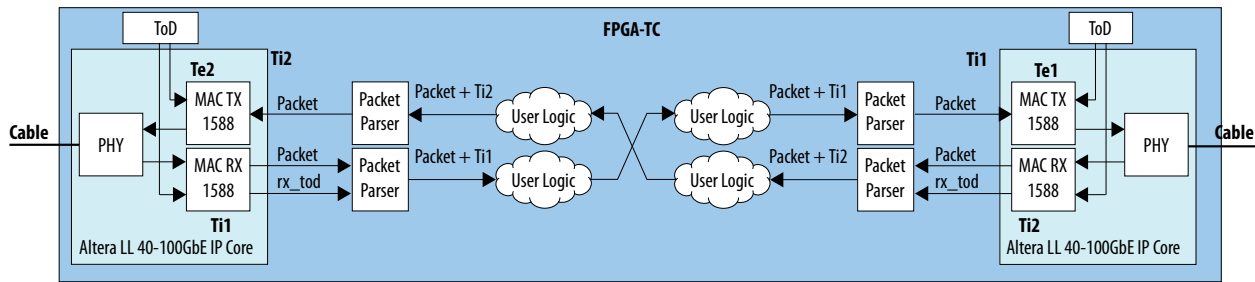 FPGA-TC
ToD
ToD
Ti2
Ti1
Te2
Te1
MAC TX
1588
Packet
Packet
Parser
Packet + Ti2
User Logic
User Logic
Packet + Ti1
Packet
Parser
Packet
MAC TX
1588
Cable
PHY
PHY
Cable
MAC RX
1588
Packet
rx_tod
Packet
Parser
Packet + Ti1
User Logic
User Logic
Packet + Ti2
Packet
Parser
Packet
rx_tod
MAC RX
1588
Ti1
Ti2
Altera LL 40-100GbE IP Core
Altera LL 40-100GbE IP Core